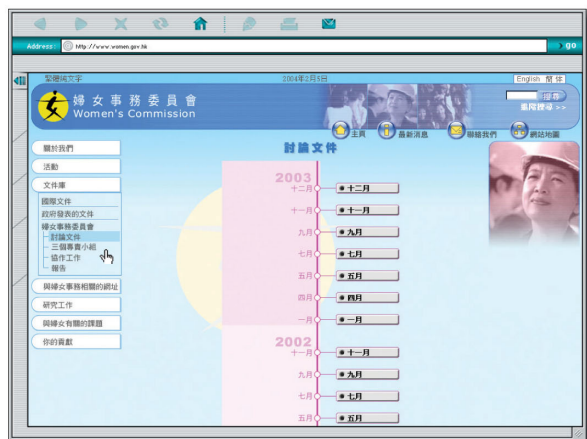 Address: http://www.women.gov.hk
go
繁體純文字
2004年2月5日
English 簡体
婦女事務委員會
Women's Commission
搜尋
進階搜尋 >>
主頁
最新消息
聯絡我們
網站地圖
關於我們
活動
文件庫
國際文件
政府發表的文件
婦女事務委員會
討論文件
三個專責小組
協作工作
報告
與婦女事務相關的網址
研究工作
與婦女有關的課題
你的貢獻
討論文件
2003
十二月 十二月
十一月 十一月
九月 九月
七月 七月
五月 五月
四月 四月
一月 一月
2002
十一月 十一月
九月 九月
七月 七月
五月 五月